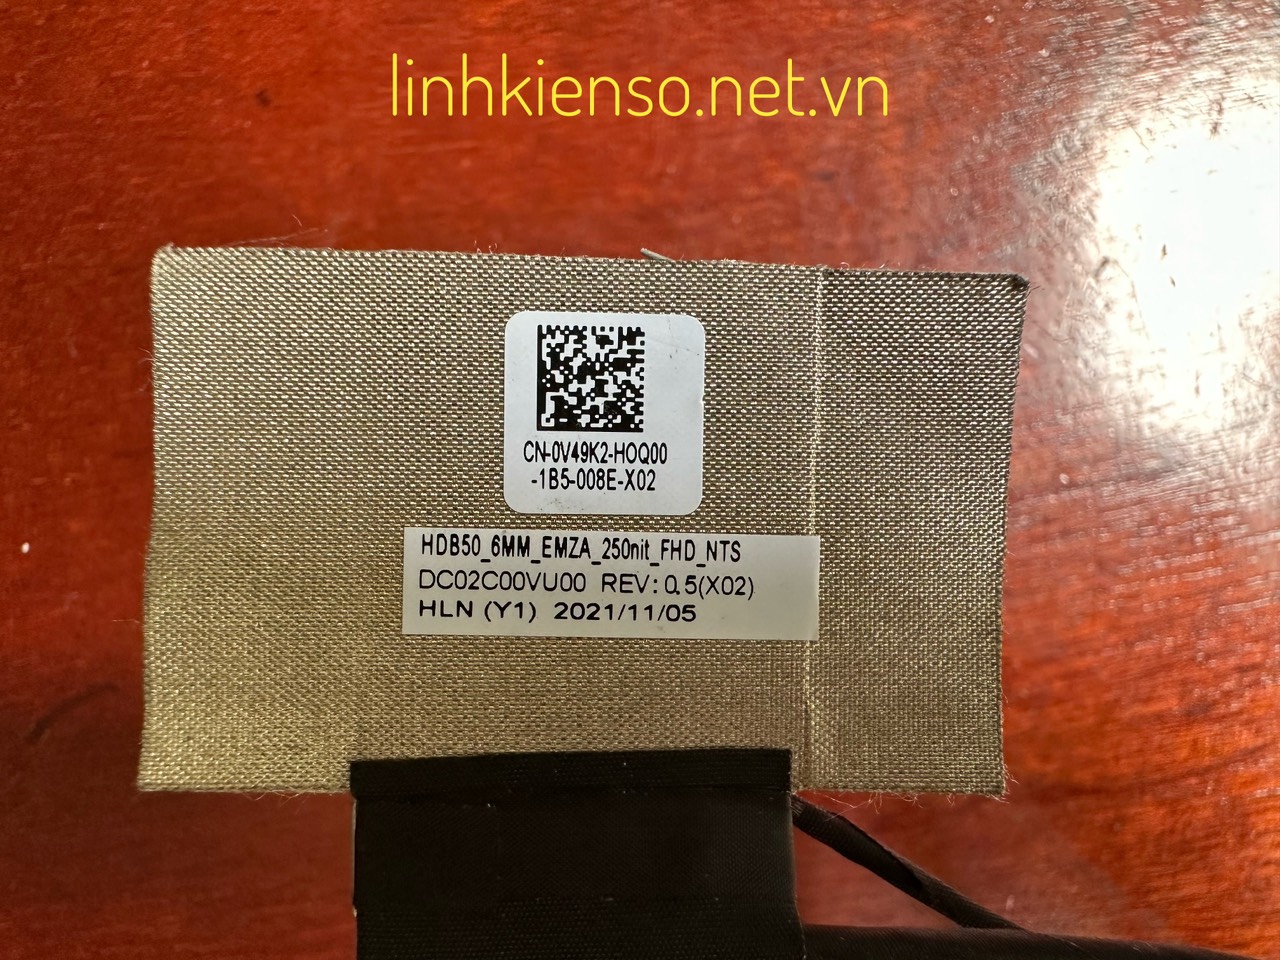 linhkienso.net.vn
CN-0V49K2-HOQ00
-1B5-008E-X02
HDB50_6MM_EMZA_250nit_FHD_NTS
DC02C00VU00 REV: 0.5(X02)
HLN (Y1) 2021/11/05